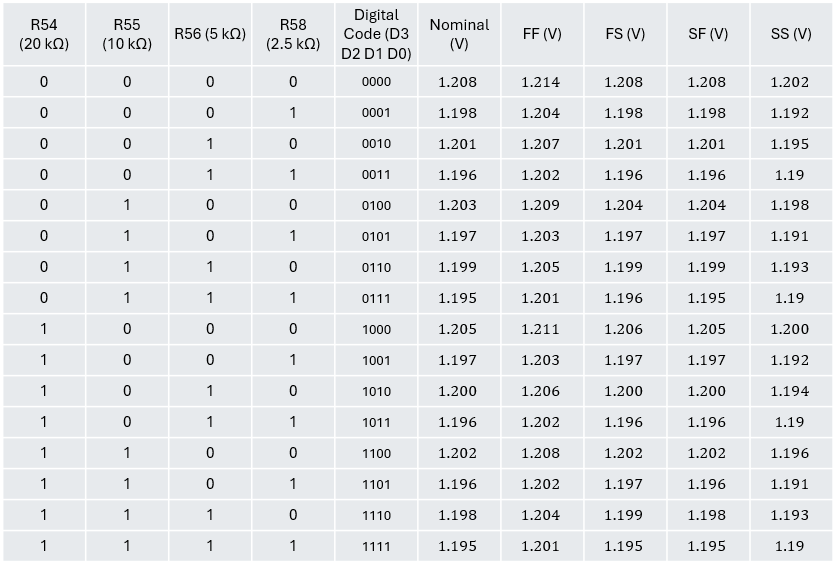 R54 (20 kΩ) R55 (10 kΩ) R56 (5 kΩ) R58 (2.5 kΩ) Digital Code (D3 D2 D1 D0) Nominal (V) FF (V) FS (V) SF (V) SS (V)
0 0 0 0 0000 1.208 1.214 1.208 1.208 1.202
0 0 0 1 0001 1.198 1.204 1.198 1.198 1.192
0 0 1 0 0010 1.201 1.207 1.201 1.201 1.195
0 0 1 1 0011 1.196 1.202 1.196 1.196 1.19
0 1 0 0 0100 1.203 1.209 1.204 1.204 1.198
0 1 0 1 0101 1.197 1.203 1.197 1.197 1.191
0 1 1 0 0110 1.199 1.205 1.199 1.199 1.193
0 1 1 1 0111 1.195 1.201 1.196 1.195 1.19
1 0 0 0 1000 1.205 1.211 1.206 1.205 1.200
1 0 0 1 1001 1.197 1.203 1.197 1.197 1.192
1 0 1 0 1010 1.200 1.206 1.200 1.200 1.194
1 0 1 1 1011 1.196 1.202 1.196 1.196 1.19
1 1 0 0 1100 1.202 1.208 1.202 1.202 1.196
1 1 0 1 1101 1.196 1.202 1.197 1.196 1.191
1 1 1 0 1110 1.198 1.204 1.199 1.198 1.193
1 1 1 1 1111 1.195 1.201 1.195 1.195 1.19